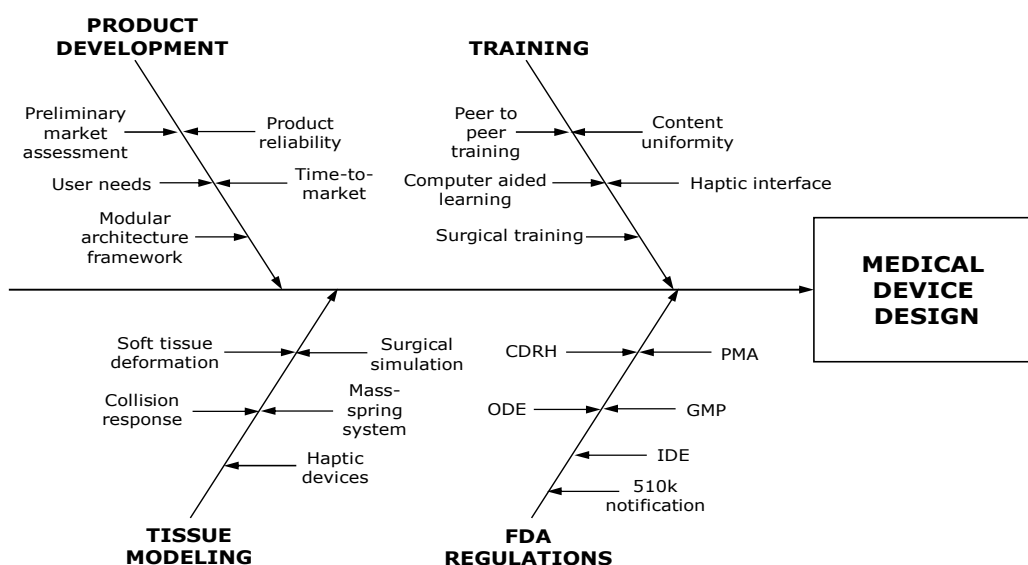 PRODUCT
DEVELOPMENT
TRAINING
Preliminary
market
assessment
Product
reliability
User needs
Time-to-
market
Modular
architecture
framework
Peer to
peer
training
Content
uniformity
Computer aided
learning
Haptic interface
Surgical training
MEDICAL
DEVICE
DESIGN
Soft tissue
deformation
Surgical
simulation
Collision
response
Mass-
spring
system
Haptic
devices
TISSUE
MODELING
CDRH
PMA
ODE
GMP
IDE
510k
notification
FDA
REGULATIONS